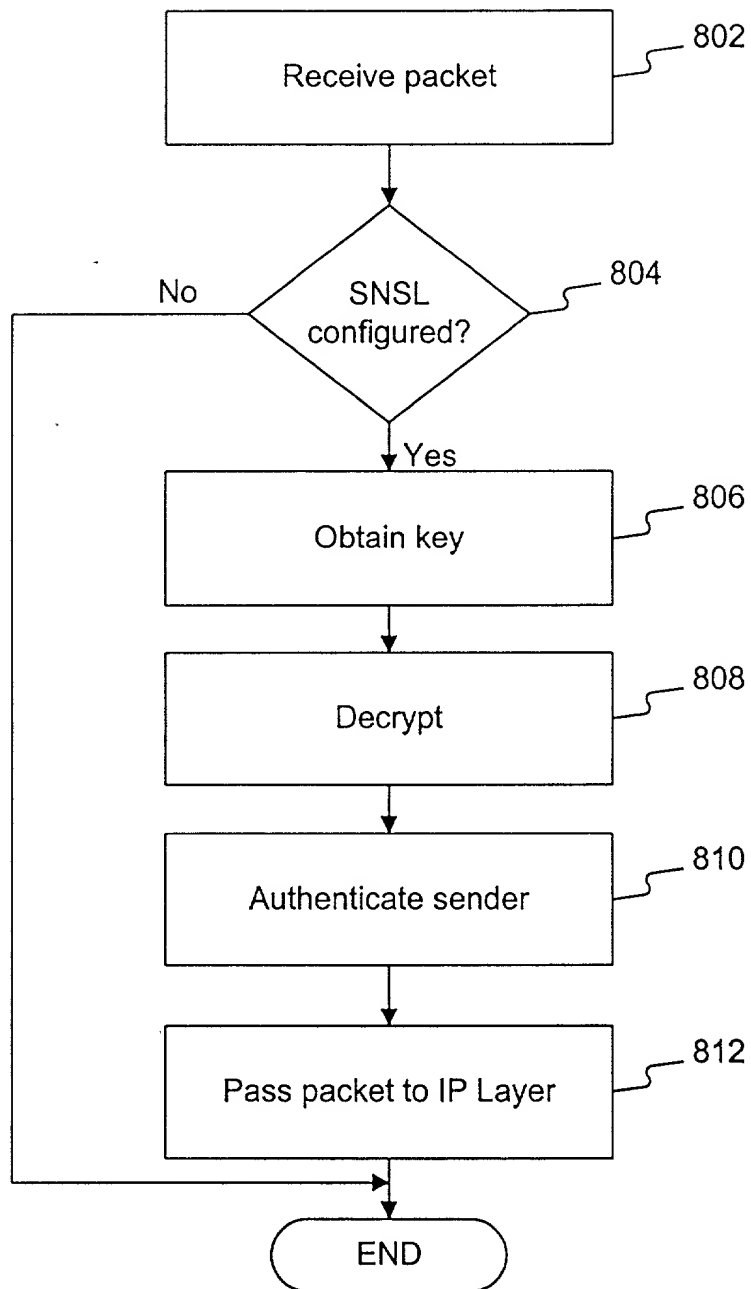 Receive packet
802
SNSL
configured?
804
No
Yes
Obtain key
806
Decrypt
808
Authenticate sender
810
Pass packet to IP Layer
812
END